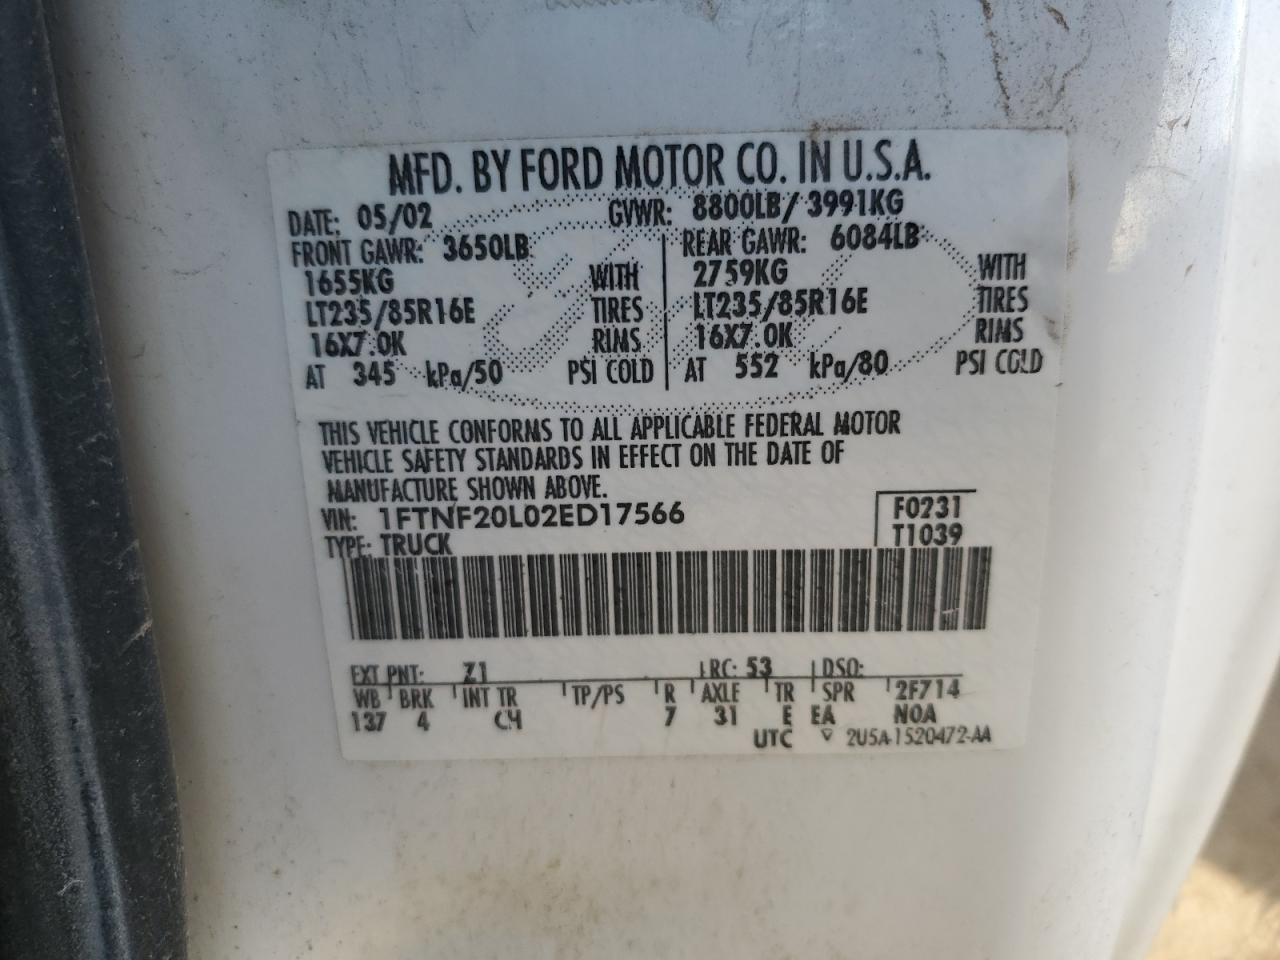 MFD. BY FORD MOTOR CO. IN U.S.A.
DATE: 05/02 GVWR: 8800LB/ 3991KG
FRONT GAWR: 3650LB REAR GAWR: 6084LB
1655KG WITH 2759KG WITH
LT235/85R16E TIRES LT235/85R16E TIRES
16X7.0K RIMS 16X7.0K RIMS
AT 345 kPa/50 PSI COLD AT 552 kPa/80 PSI COLD
THIS VEHICLE CONFORMS TO ALL APPLICABLE FEDERAL MOTOR
VEHICLE SAFETY STANDARDS IN EFFECT ON THE DATE OF
MANUFACTURE SHOWN ABOVE.
VIN: 1FTNF20L02ED17566 F0231
TYPE: TRUCK T1039
EXT PNT: Z1 RC: 53 DSO:
WB BRK INT TR TP/PS R AXLE TR SPR 2F714
137 4 C4 7 31 E EA NOA
UTC ▽ 2U5A-1520472-AA